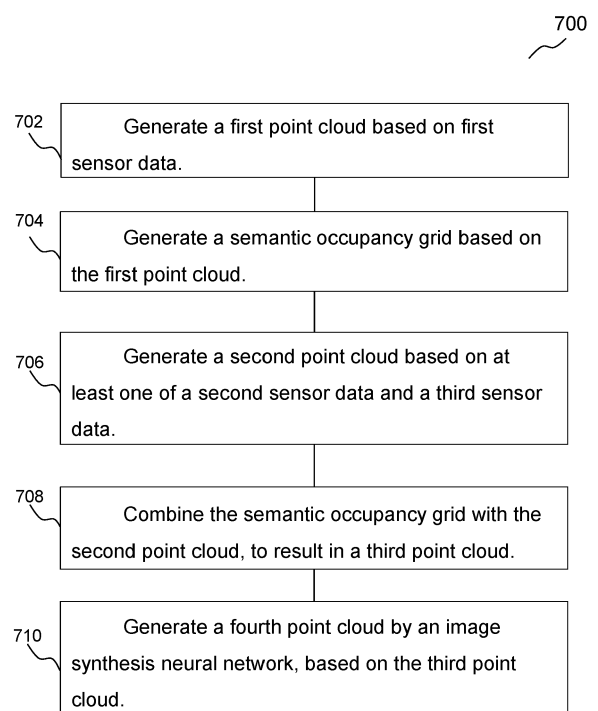 700
702
Generate a first point cloud based on first
sensor data.
704
Generate a semantic occupancy grid based on
the first point cloud.
706
Generate a second point cloud based on at
least one of a second sensor data and a third sensor
data.
708
Combine the semantic occupancy grid with the
second point cloud, to result in a third point cloud.
710
Generate a fourth point cloud by an image
synthesis neural network, based on the third point
cloud.